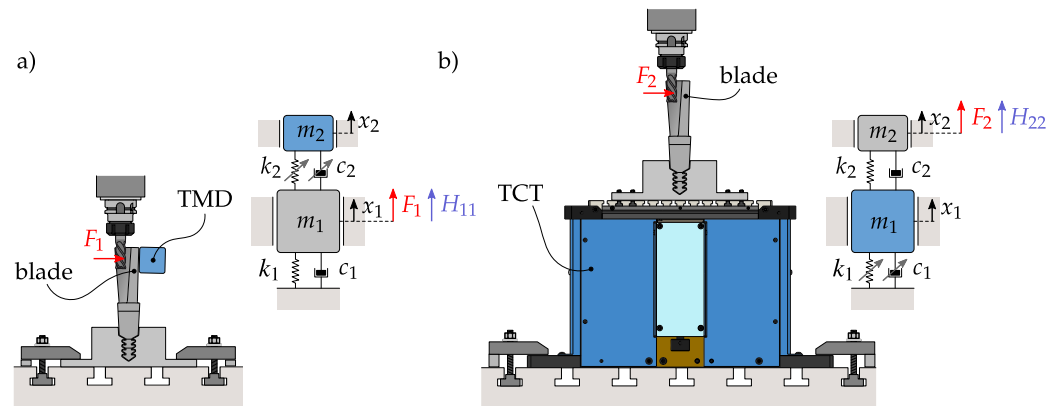 a)
F₁
blade
TMD
m₂
x₂
k₂
c₂
m₁
x₁
F₁
H₁₁
k₁
c₁
b)
F₂
blade
TCT
m₂
x₂
F₂
H₂₂
k₂
c₂
m₁
x₁
k₁
c₁